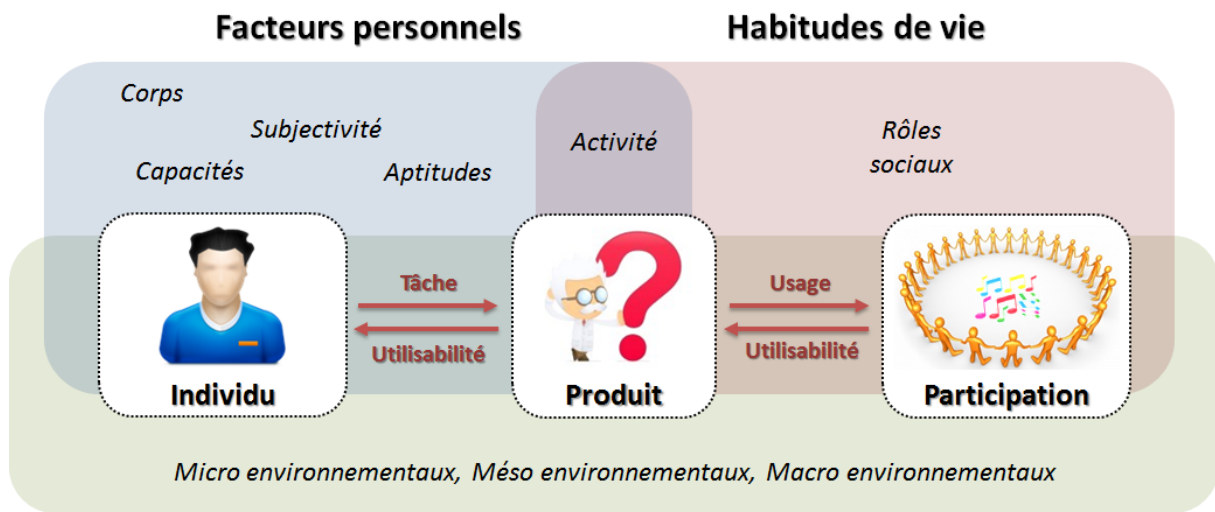 Facteurs personnels
Habitudes de vie
Corps
Subjectivité
Capacités
Aptitudes
Activité
Rôles
sociaux
Tâche
Utilisabilité
Usage
Utilisabilité
Individu
Produit
Participation
Micro environnementaux, Méso environnementaux, Macro environnementaux